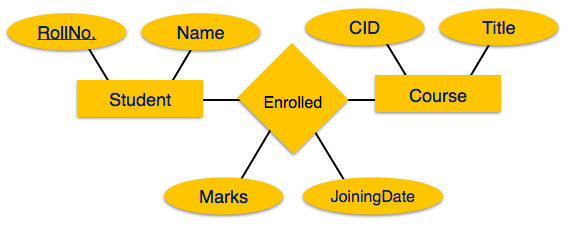 RollNo.
Name
CID
Title
Student
Enrolled
Course
Marks
JoiningDate